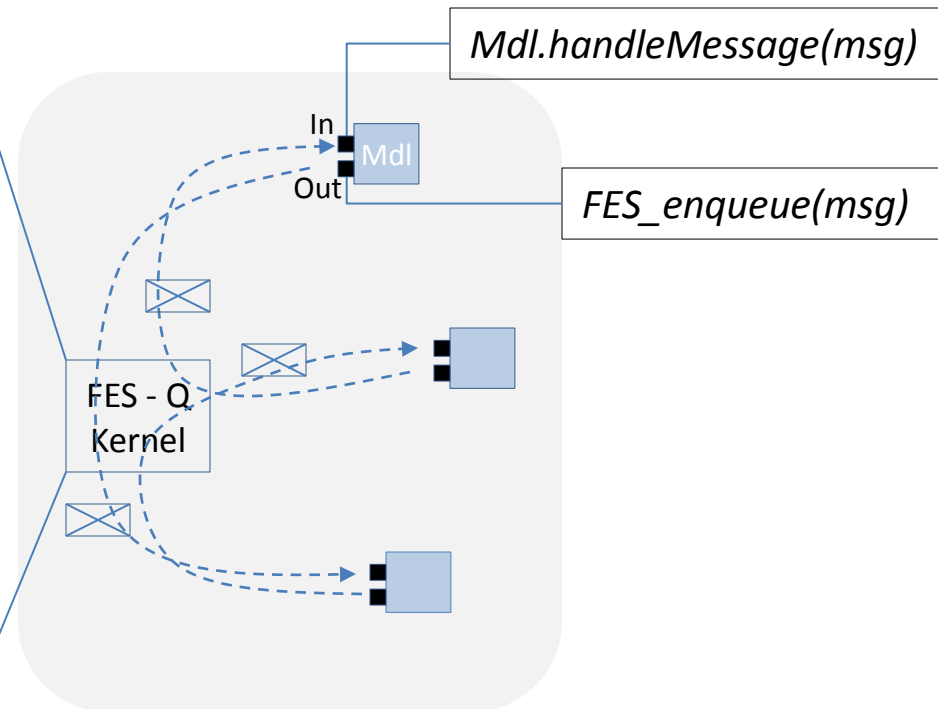 Mdl.handleMessage(msg)
In
Mdl
Out
FES_enqueue(msg)
FES - Q
Kernel